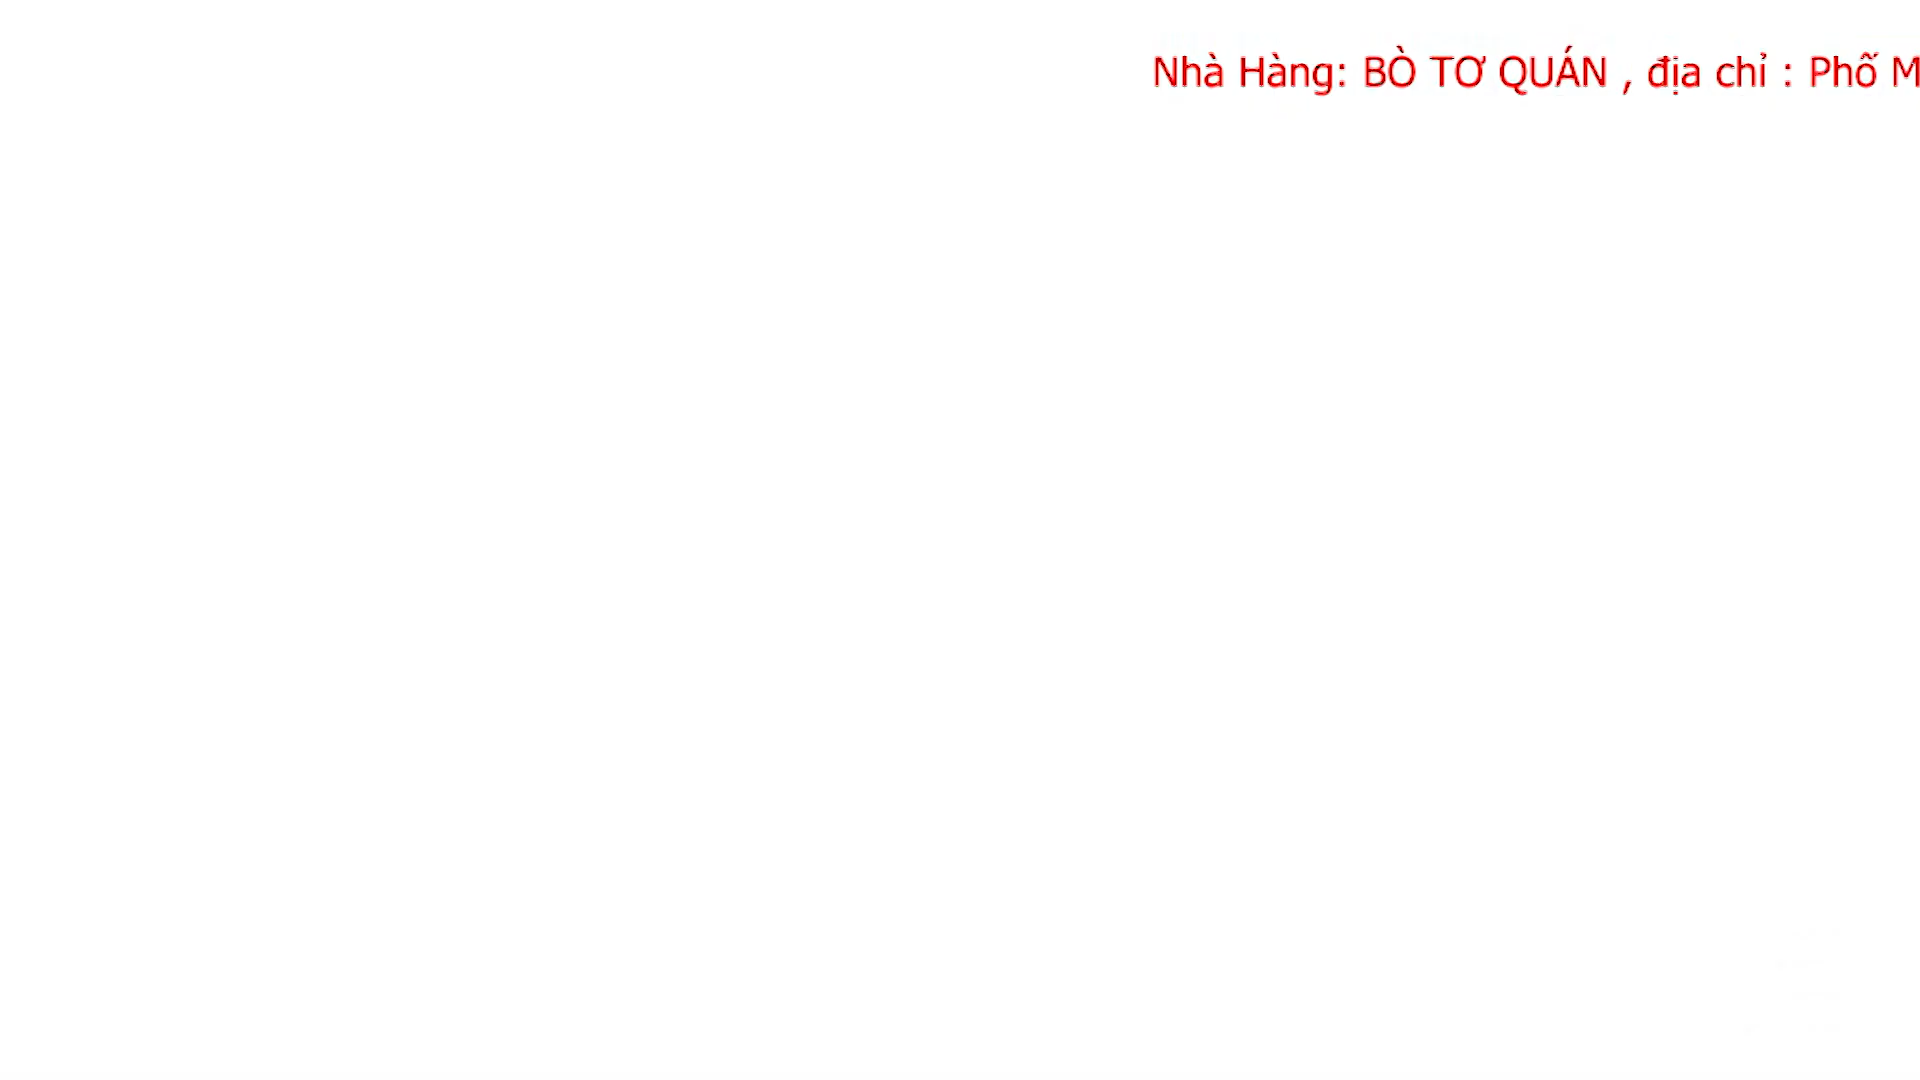 Nhà Hàng: BÒ TƠ QUÁN , địa chỉ : Phố M